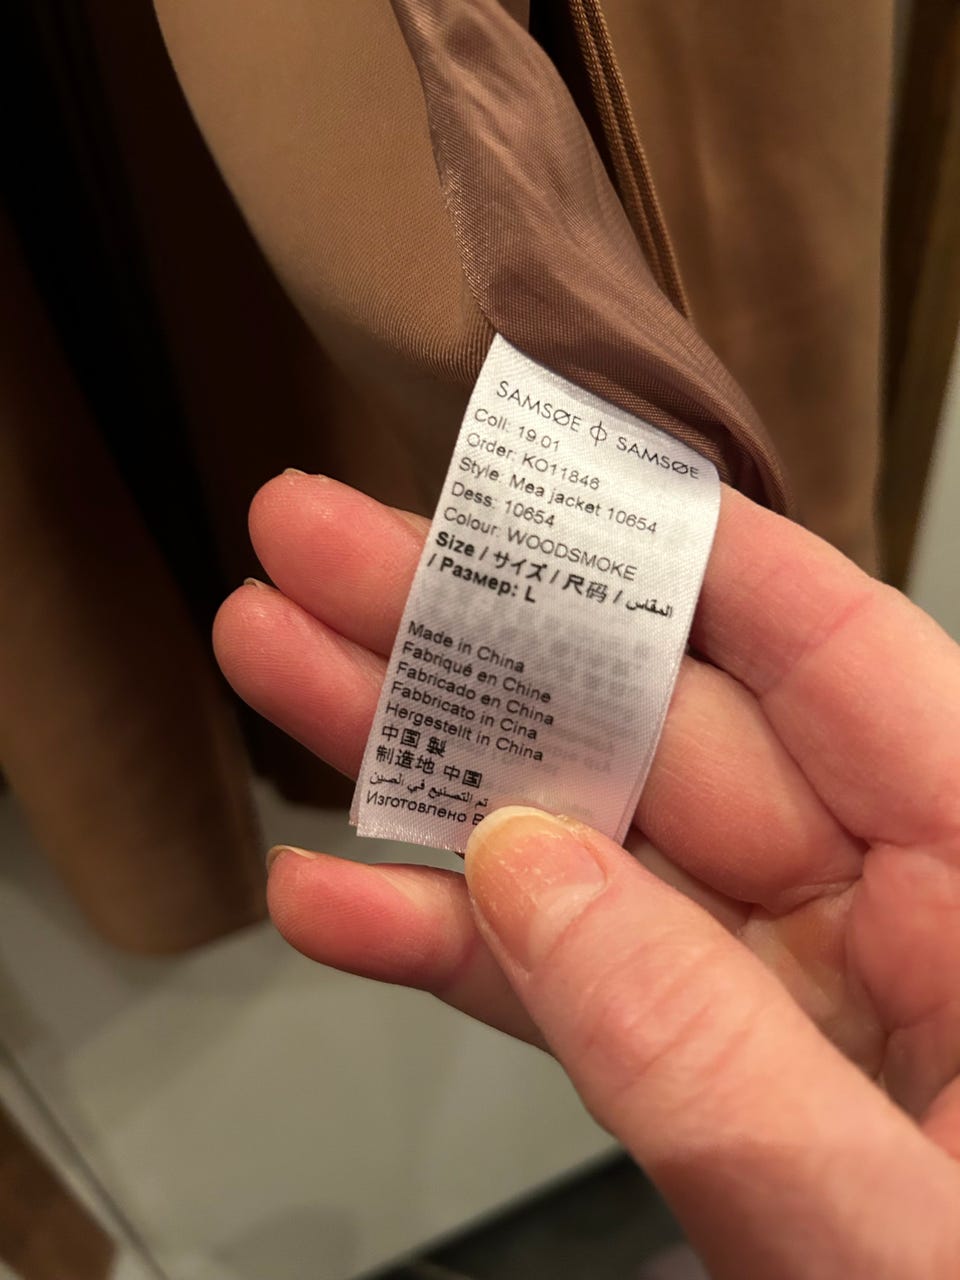 SAMSØE ɸ SAMSØE
Coll: 19.01
Order: KO11846
Style: Mea jacket 10654
Dess: 10654
Colour: WOODSMOKE
Size / サイズ / 尺码 / المقاس
/ Размер: L
Made in China
Fabriqué en Chine
Fabricado en China
Fabbricato in Cina
Hergestellt in China
中国 製
制造地 中国
تم التصنيع في الصين
Изготовлено В